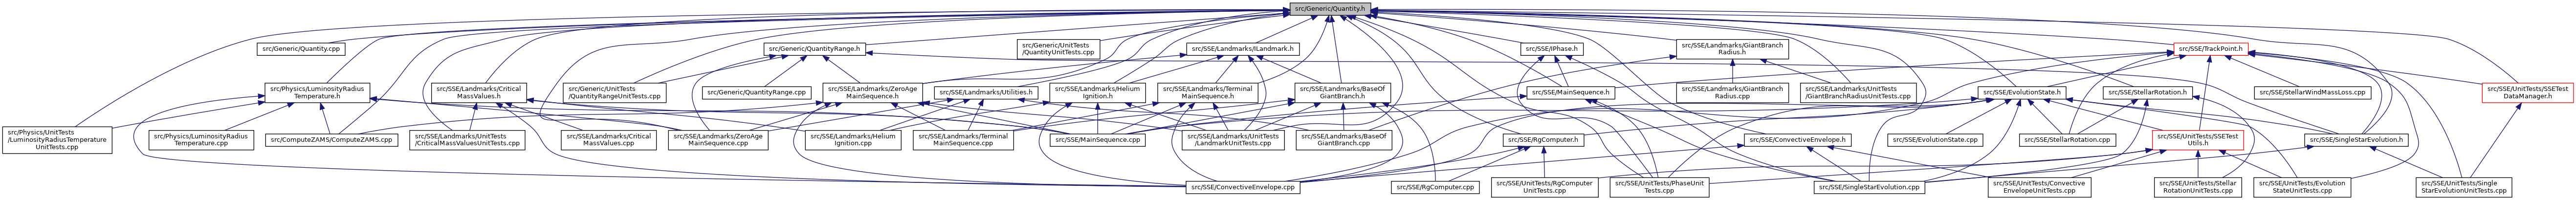 src/Generic/Quantity.h
src/Generic/Quantity.cpp
src/Generic/QuantityRange.h
src/Generic/UnitTests
/QuantityUnitTests.cpp
src/SSE/Landmarks/ILandmark.h
src/SSE/IPhase.h
src/SSE/Landmarks/GiantBranch
Radius.h
src/SSE/TrackPoint.h
src/Physics/LuminosityRadius
Temperature.h
src/SSE/Landmarks/Critical
MassValues.h
src/Generic/UnitTests
/QuantityRangeUnitTests.cpp
src/Generic/QuantityRange.cpp
src/SSE/Landmarks/ZeroAge
MainSequence.h
src/SSE/Landmarks/Utilities.h
src/SSE/Landmarks/Helium
Ignition.h
src/SSE/Landmarks/Terminal
MainSequence.h
src/SSE/Landmarks/BaseOf
GiantBranch.h
src/SSE/MainSequence.h
src/SSE/Landmarks/GiantBranch
Radius.cpp
src/SSE/Landmarks/UnitTests
/GiantBranchRadiusUnitTests.cpp
src/SSE/EvolutionState.h
src/SSE/StellarRotation.h
src/SSE/StellarWindMassLoss.cpp
src/SSE/UnitTests/SSETest
DataManager.h
src/Physics/UnitTests
/LuminosityRadiusTemperature
UnitTests.cpp
src/Physics/LuminosityRadius
Temperature.cpp
src/ComputeZAMS/ComputeZAMS.cpp
src/SSE/Landmarks/UnitTests
/CriticalMassValuesUnitTests.cpp
src/SSE/Landmarks/Critical
MassValues.cpp
src/SSE/Landmarks/ZeroAge
MainSequence.cpp
src/SSE/Landmarks/Helium
Ignition.cpp
src/SSE/Landmarks/Terminal
MainSequence.cpp
src/SSE/MainSequence.cpp
src/SSE/Landmarks/UnitTests
/LandmarkUnitTests.cpp
src/SSE/Landmarks/BaseOf
GiantBranch.cpp
src/SSE/RgComputer.h
src/SSE/ConvectiveEnvelope.h
src/SSE/EvolutionState.cpp
src/SSE/StellarRotation.cpp
src/SSE/UnitTests/SSETest
Utils.h
src/SSE/SingleStarEvolution.h
src/SSE/ConvectiveEnvelope.cpp
src/SSE/RgComputer.cpp
src/SSE/UnitTests/RgComputer
UnitTests.cpp
src/SSE/UnitTests/PhaseUnit
Tests.cpp
src/SSE/SingleStarEvolution.cpp
src/SSE/UnitTests/Convective
EnvelopeUnitTests.cpp
src/SSE/UnitTests/Stellar
RotationUnitTests.cpp
src/SSE/UnitTests/Evolution
StateUnitTests.cpp
src/SSE/UnitTests/Single
StarEvolutionUnitTests.cpp